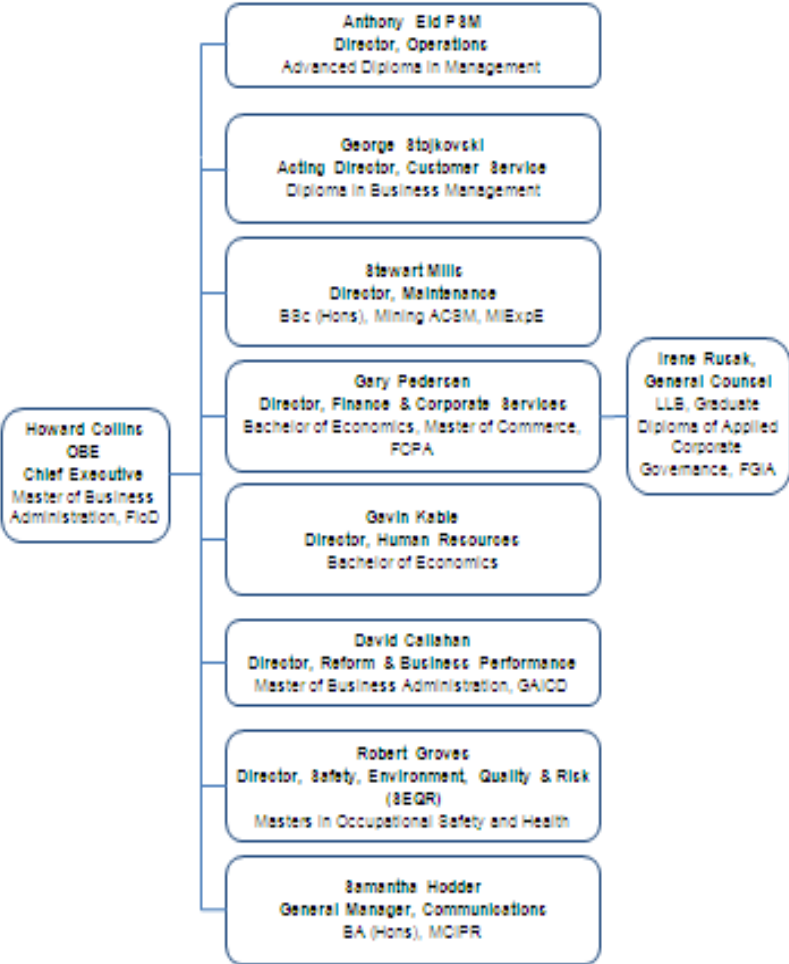 Anthony Eid PSM
Director, Operations
Advanced Diploma in Management
George Stojkovski
Acting Director, Customer Service
Diploma in Business Management
Stewart Mills
Director, Maintenance
BSc (Hons), Mining ACSM, MIExpE
Gary Pedersen
Director, Finance & Corporate Services
Bachelor of Economics, Master of Commerce,
FCPA
Irene Rusak,
General Counsel
LLB, Graduate
Diploma of Applied
Corporate
Governance, FGIA
Howard Collins
OBE
Chief Executive
Master of Business
Administration, FIoD
Gavin Kable
Director, Human Resources
Bachelor of Economics
David Callahan
Director, Reform & Business Performance
Master of Business Administration, GAICD
Robert Groves
Director, Safety, Environment, Quality & Risk
(SEQR)
Masters in Occupational Safety and Health
Samantha Hodder
General Manager, Communications
BA (Hons), MCIPR